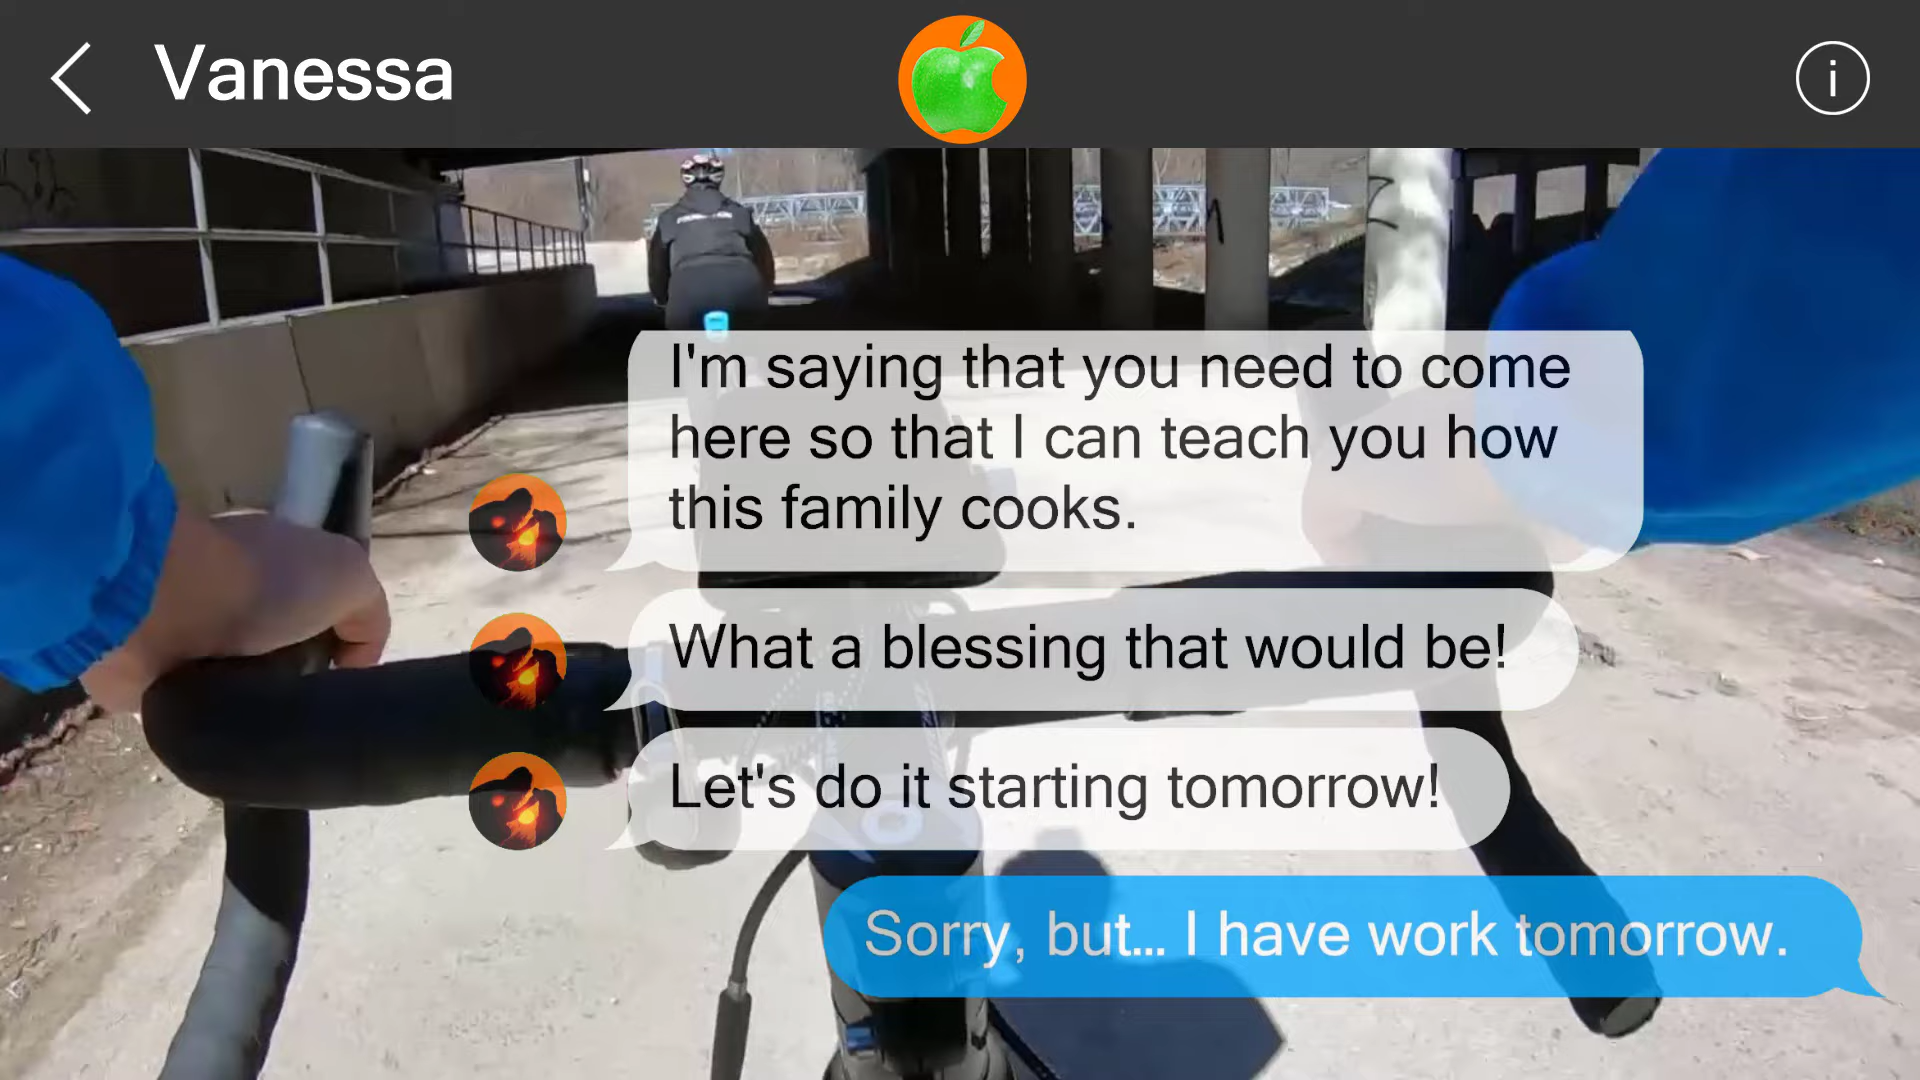 Vanessa
i
I'm saying that you need to come
here so that I can teach you how
this family cooks.
What a blessing that would be!
Let's do it starting tomorrow!
Sorry, but... I have work tomorrow.